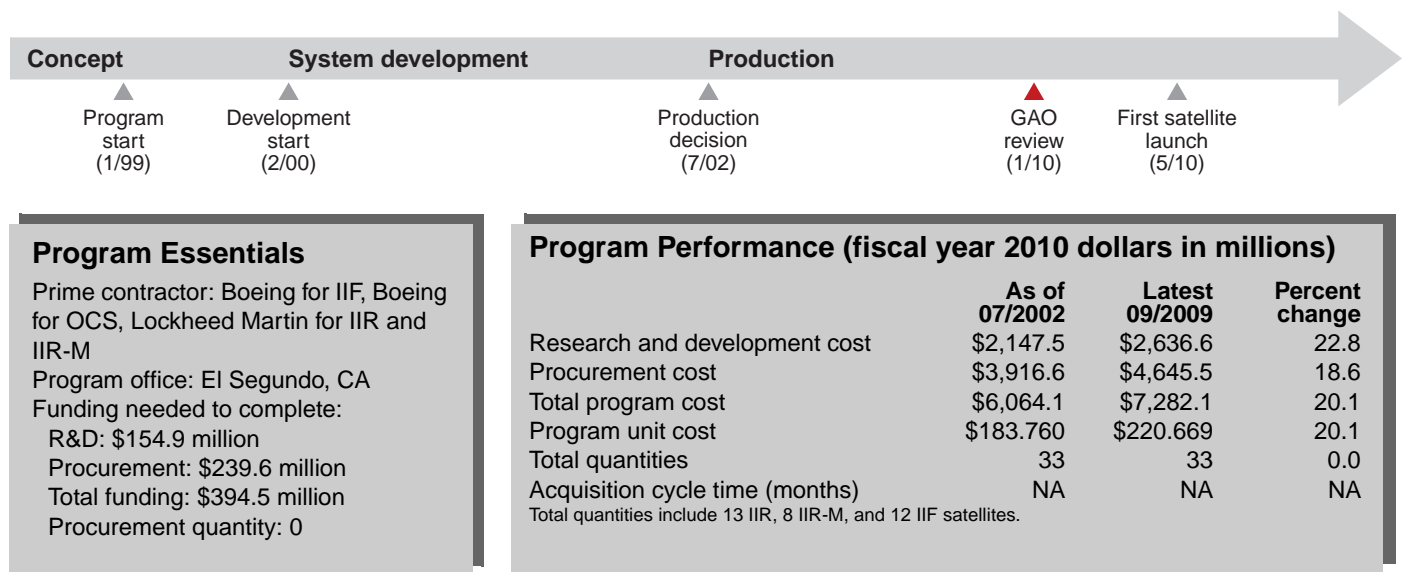 Concept System development Production
Program start (1/99)
Development start (2/00)
Production decision (7/02)
GAO review (1/10)
First satellite launch (5/10)
Program Essentials
Prime contractor: Boeing for IIF, Boeing
for OCS, Lockheed Martin for IIR and
IIR-M
Program office: El Segundo, CA
Funding needed to complete:
R&D: $154.9 million
Procurement: $239.6 million
Total funding: $394.5 million
Procurement quantity: 0
Program Performance (fiscal year 2010 dollars in millions)
As of 07/2002 Latest 09/2009 Percent change
Research and development cost $2,147.5 $2,636.6 22.8
Procurement cost $3,916.6 $4,645.5 18.6
Total program cost $6,064.1 $7,282.1 20.1
Program unit cost $183.760 $220.669 20.1
Total quantities 33 33 0.0
Acquisition cycle time (months) NA NA NA
Total quantities include 13 IIR, 8 IIR-M, and 12 IIF satellites.